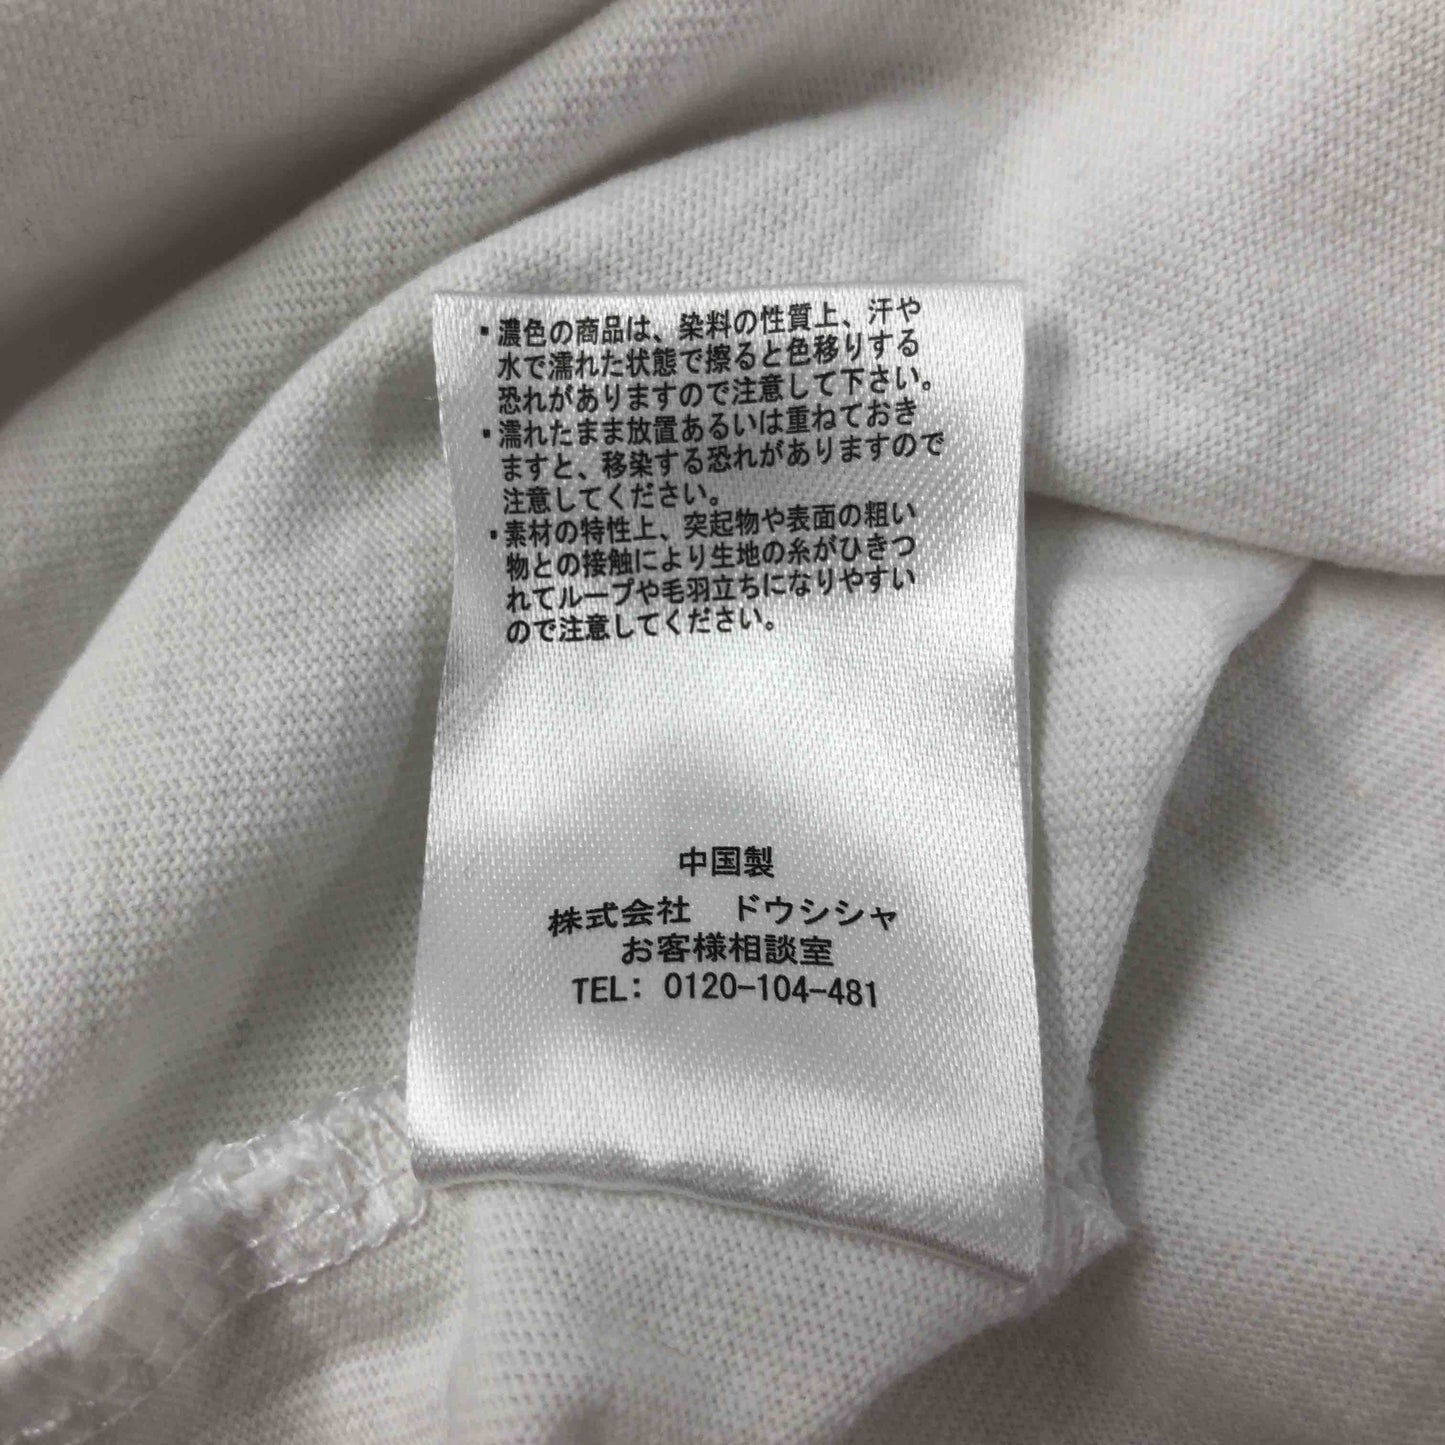 ・濃色の商品は、染料の性質上、汗や
水で濡れた状態で擦ると色移りする
恐れがありますので注意して下さい。
・濡れたまま放置あるいは重ねておき
ますと、移染する恐れがありますので
注意してください。
・素材の特性上、突起物や表面の粗い
物との接触により生地の糸がひきつ
れてループや毛羽立ちになりやすい
ので注意してください。
中国製
株式会社　ドウシシャ
お客様相談室
TEL: 0120-104-481